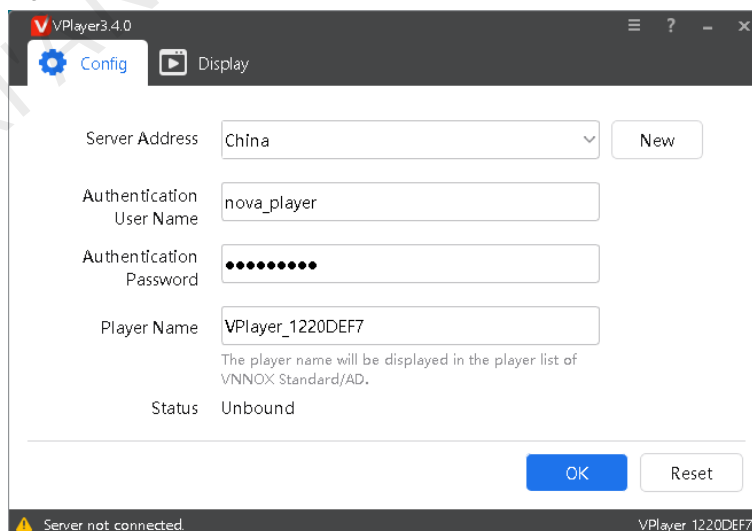 VPlayer3.4.0
Config
Display
Server Address
China
New
Authentication
User Name
nova_player
Authentication
Password
●●●●●●●●●
Player Name
VPlayer_1220DEF7
The player name will be displayed in the player list of
VNNOX Standard/AD.
Status
Unbound
OK
Reset
Server not connected.
VPlayer_1220DEF7